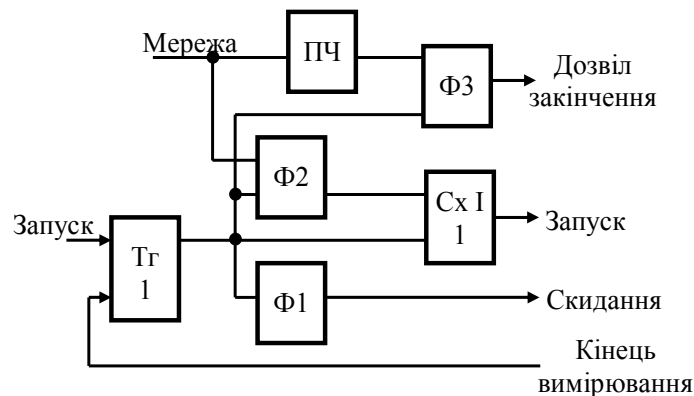 Мережа
ПЧ
Ф3
Дозвіл
закінчення
Ф2
Сх І
1
Запуск
Запуск
Тг
1
Ф1
Скидання
Кінець
вимірювання